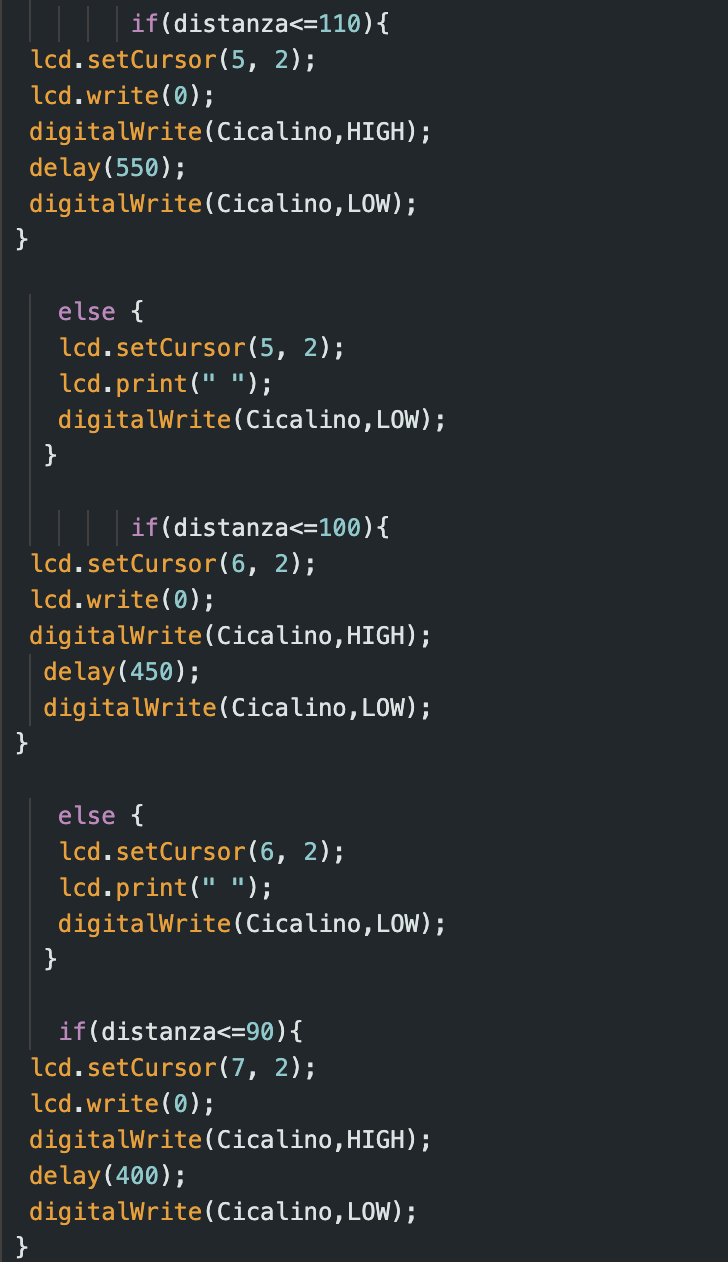 if(distanza<=110){
lcd.setCursor(5, 2);
lcd.write(0);
digitalWrite(Cicalino,HIGH);
delay(550);
digitalWrite(Cicalino,LOW);
}
else {
lcd.setCursor(5, 2);
lcd.print(" ");
digitalWrite(Cicalino,LOW);
}
if(distanza<=100){
lcd.setCursor(6, 2);
lcd.write(0);
digitalWrite(Cicalino,HIGH);
delay(450);
digitalWrite(Cicalino,LOW);
}
else {
lcd.setCursor(6, 2);
lcd.print(" ");
digitalWrite(Cicalino,LOW);
}
if(distanza<=90){
lcd.setCursor(7, 2);
lcd.write(0);
digitalWrite(Cicalino,HIGH);
delay(400);
digitalWrite(Cicalino,LOW);
}